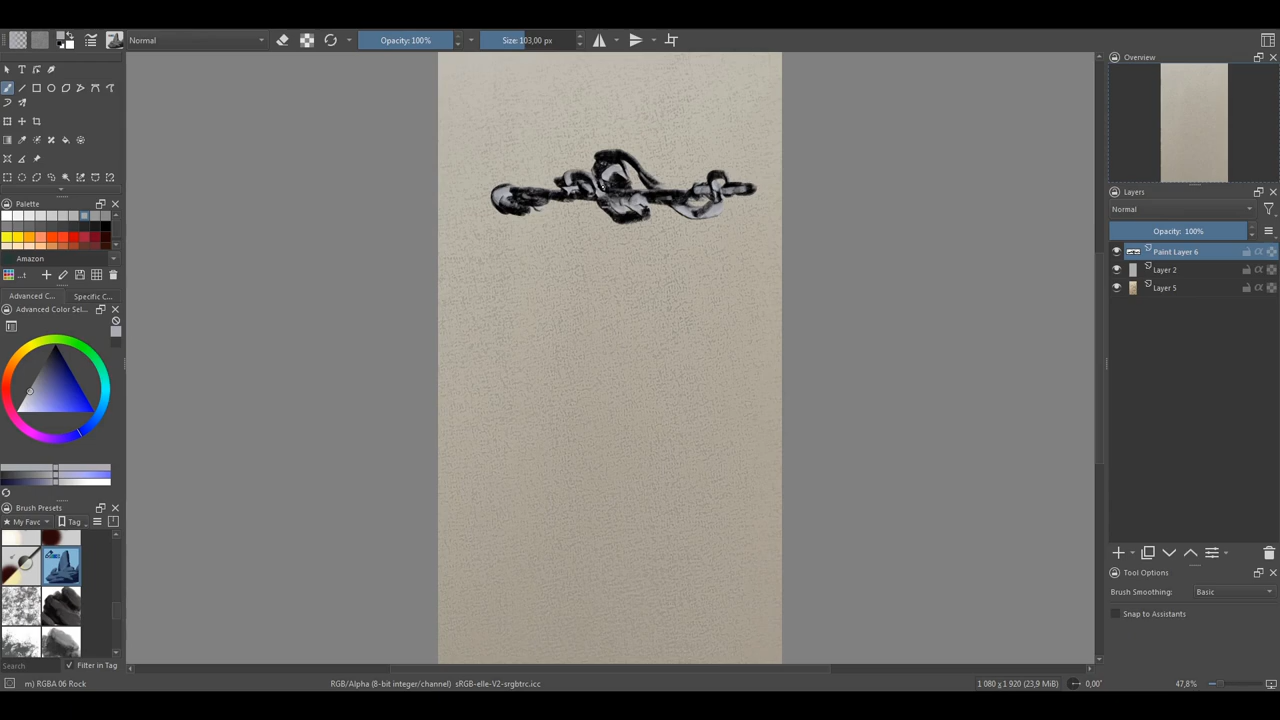 Normal
Opacity: 100%
Size: 103,00 px
Overview
Layers
Normal
Opacity: 100%
Paint Layer 6
Layer 2
Layer 5
Palette
Amazon
...t
Advanced C...
Specific C...
Advanced Color Sel...
Brush Presets
★ My Favc
Tag
Search
Filter in Tag
Tool Options
Brush Smoothing:
Basic
Snap to Assistants
m) RGBA 06 Rock
RGB/Alpha (8-bit integer/channel) sRGB-elle-V2-srgbtrc.icc
1 080 x 1 920 (23,9 MiB)
0,00°
47,8%